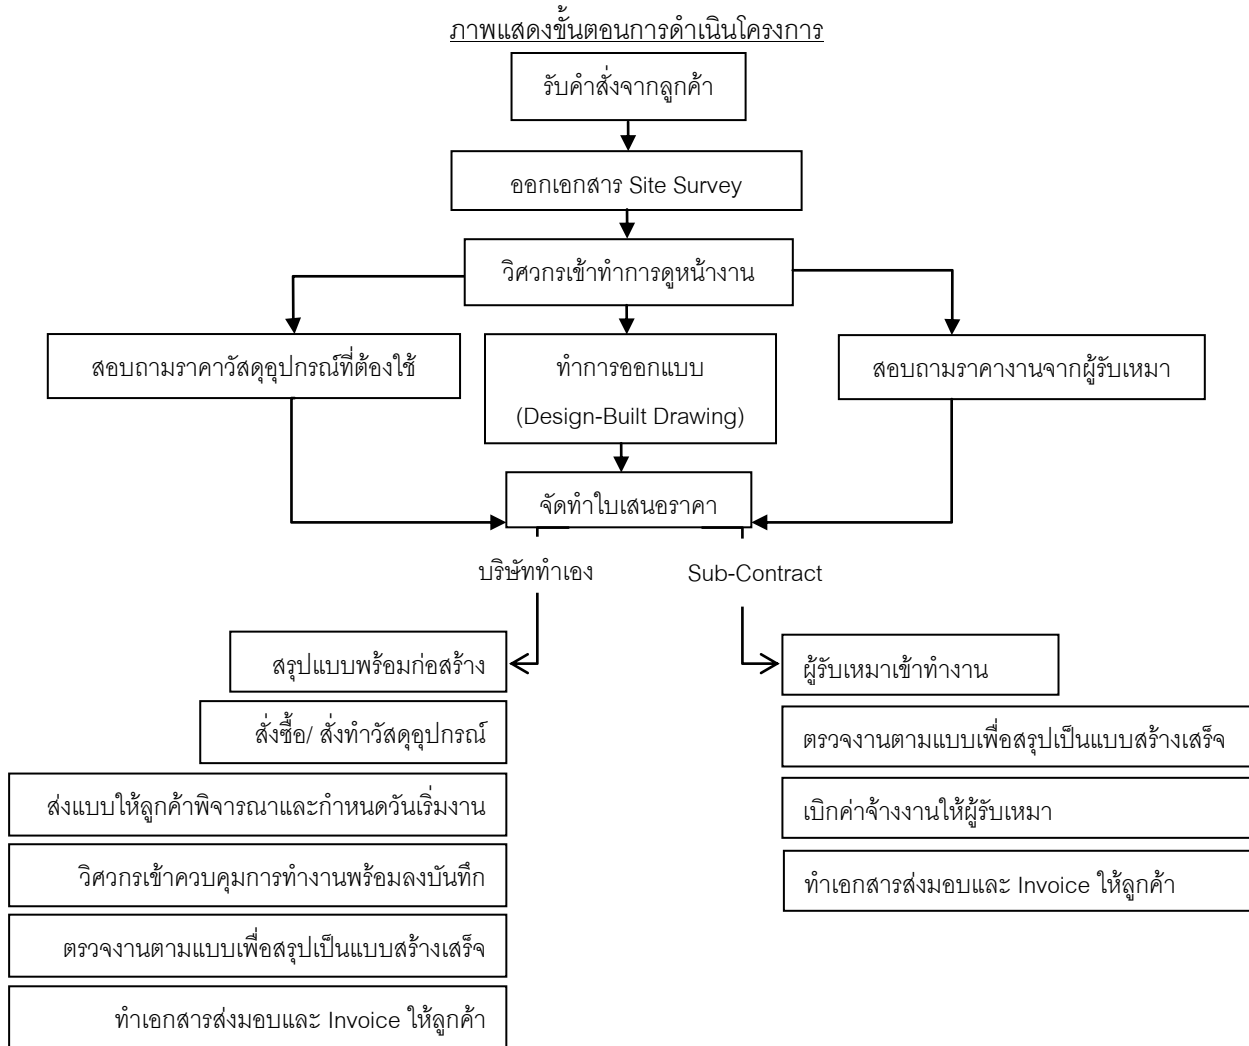 ภาพแสดงขั้นตอนการดำเนินโครงการ
รับคำสั่งจากลูกค้า
ออกเอกสาร Site Survey
วิศวกรเข้าทำการดูหน้างาน
สอบถามราคาวัสดุอุปกรณ์ที่ต้องใช้
ทำการออกแบบ
(Design-Built Drawing)
สอบถามราคางานจากผู้รับเหมา
จัดทำใบเสนอราคา
บริษัททำเอง
Sub-Contract
สรุปแบบพร้อมก่อสร้าง
สั่งซื้อ/ สั่งทำวัสดุอุปกรณ์
ส่งแบบให้ลูกค้าพิจารณาและกำหนดวันเริ่มงาน
วิศวกรเข้าควบคุมการทำงานพร้อมลงบันทึก
ตรวจงานตามแบบเพื่อสรุปเป็นแบบสร้างเสร็จ
ทำเอกสารส่งมอบและ Invoice ให้ลูกค้า
ผู้รับเหมาเข้าทำงาน
ตรวจงานตามแบบเพื่อสรุปเป็นแบบสร้างเสร็จ
เบิกค่าจ้างงานให้ผู้รับเหมา
ทำเอกสารส่งมอบและ Invoice ให้ลูกค้า